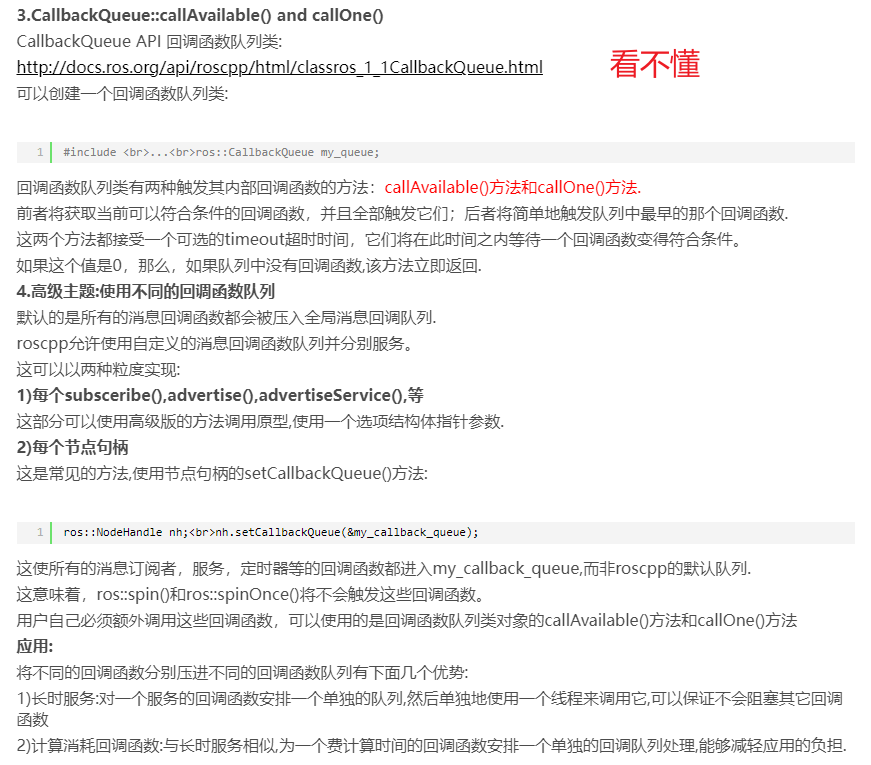 3.CallbackQueue::callAvailable() and callOne()
CallbackQueue API 回调函数队列类:
http://docs.ros.org/api/roscpp/html/classros_1_1CallbackQueue.html
看不懂
可以创建一个回调函数队列类:
1 #include <br>...<br>ros::CallbackQueue my_queue;
回调函数队列类有两种触发其内部回调函数的方法：callAvailable()方法和callOne()方法.
前者将获取当前可以符合条件的回调函数，并且全部触发它们；后者将简单地触发队列中最早的那个回调函数.
这两个方法都接受一个可选的timeout超时时间，它们将在此时间之内等待一个回调函数变得符合条件。
如果这个值是0，那么，如果队列中没有回调函数,该方法立即返回.
4.高级主题:使用不同的回调函数队列
默认的是所有的消息回调函数都会被压入全局消息回调队列.
roscpp允许使用自定义的消息回调函数队列并分别服务。
这可以以两种粒度实现:
1)每个subsceribe(),advertise(),advertiseService(),等
这部分可以使用高级版的方法调用原型,使用一个选项结构体指针参数.
2)每个节点句柄
这是常见的方法,使用节点句柄的setCallbackQueue()方法:
1 ros::NodeHandle nh;<br>nh.setCallbackQueue(&my_callback_queue);
这使所有的消息订阅者，服务，定时器等的回调函数都进入my_callback_queue,而非roscpp的默认队列.
这意味着，ros::spin()和ros::spinOnce()将不会触发这些回调函数。
用户自己必须额外调用这些回调函数，可以使用的是回调函数队列类对象的callAvailable()方法和callOne()方法
应用:
将不同的回调函数分别压进不同的回调函数队列有下面几个优势:
1)长时服务:对一个服务的回调函数安排一个单独的队列,然后单独地使用一个线程来调用它,可以保证不会阻塞其它回调
函数
2)计算消耗回调函数:与长时服务相似,为一个费计算时间的回调函数安排一个单独的回调队列处理,能够减轻应用的负担.